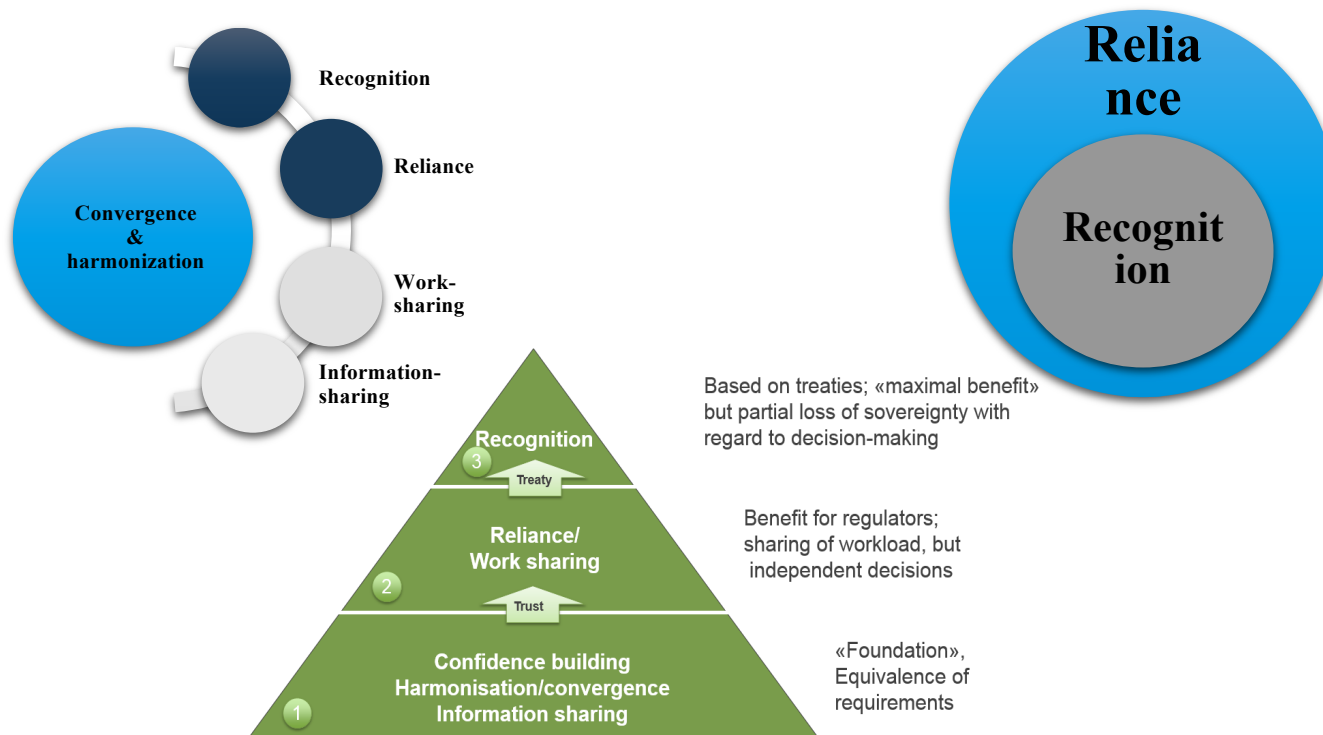 Recognition
Reliance
Convergence
&
harmonization
Work-
sharing
Information-
sharing
Relia
nce
Recognit
ion
Recognition
3
Treaty
Based on treaties; «maximal benefit»
but partial loss of sovereignty with
regard to decision-making
Reliance/
Work sharing
2
Trust
Benefit for regulators;
sharing of workload, but
independent decisions
Confidence building
Harmonisation/convergence
Information sharing
1
«Foundation»,
Equivalence of
requirements